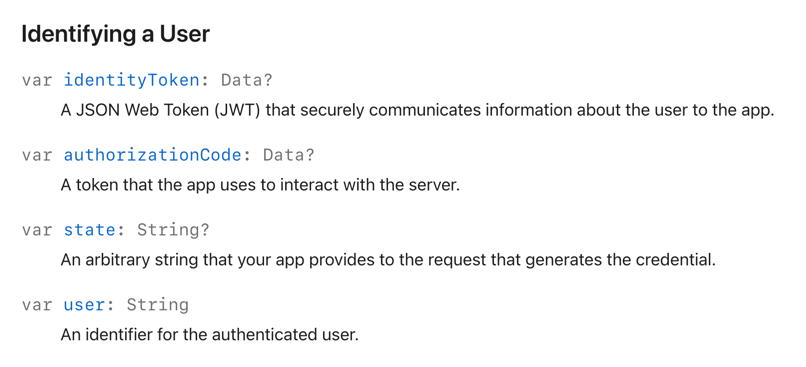 Identifying a User
var identityToken: Data?
A JSON Web Token (JWT) that securely communicates information about the user to the app.
var authorizationCode: Data?
A token that the app uses to interact with the server.
var state: String?
An arbitrary string that your app provides to the request that generates the credential.
var user: String
An identifier for the authenticated user.